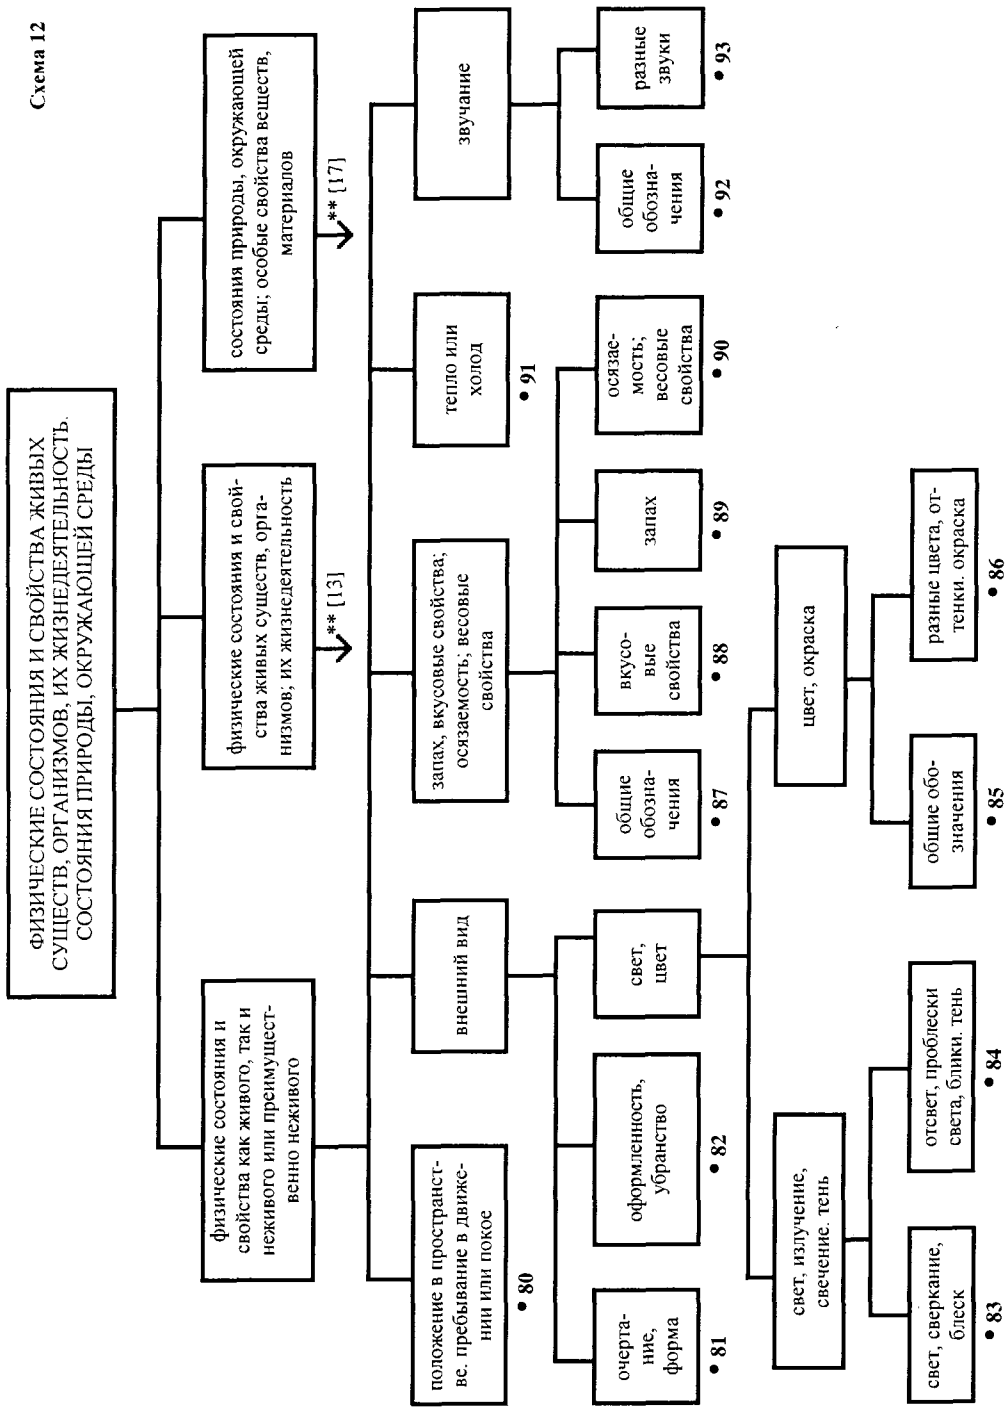 Схема 12
ФИЗИЧЕСКИЕ СОСТОЯНИЯ И СВОЙСТВА ЖИВЫХ
СУЩЕСТВ, ОРГАНИЗМОВ, ИХ ЖИЗНЕДЕЯТЕЛЬНОСТЬ.
СОСТОЯНИЯ ПРИРОДЫ, ОКРУЖАЮЩЕЙ СРЕДЫ
физические состояния и
свойства как живого, так и
неживого или преимущест-
венно неживого
физические состояния и свой-
ства живых существ, орга-
низмов; их жизнедеятельность
** [13]
состояния природы, окружающей
среды; особые свойства веществ,
материалов
** [17]
положение в пространст-
ве. пребывание в движе-
нии или покое
• 80
внешний вид
запах, вкусовые свойства;
осязаемость, весовые
свойства
тепло или
холод
• 91
звучание
очерта-
ние,
форма
• 81
оформленность,
убранство
• 82
свет,
цвет
общие
обозна-
чения
• 87
вкусо-
вые
свойства
• 88
запах
• 89
осязае-
мость;
весовые
свойства
• 90
общие
обозна-
чения
• 92
разные
звуки
• 93
свет, излучение,
свечение. тень
цвет, окраска
свет, сверкание,
блеск
• 83
отсвет, проблески
света, блики. тень
• 84
общие обо-
значения
• 85
разные цвета, от-
тенки. окраска
• 86